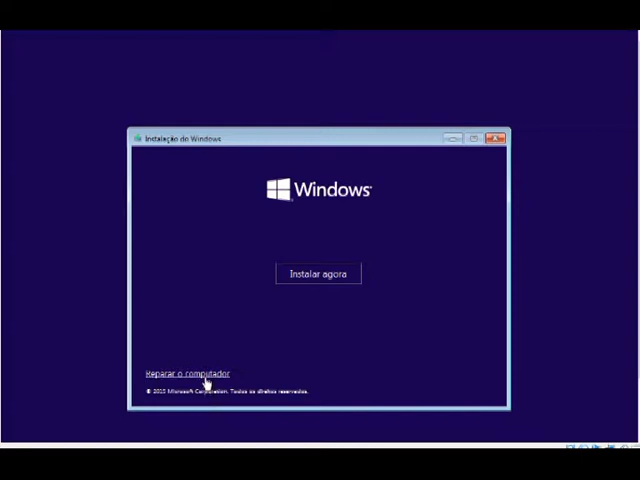 Instalação do Windows
Windows
Instalar agora
Reparar o computador
© 2015 Microsoft Corporation. Todos os direitos reservados.